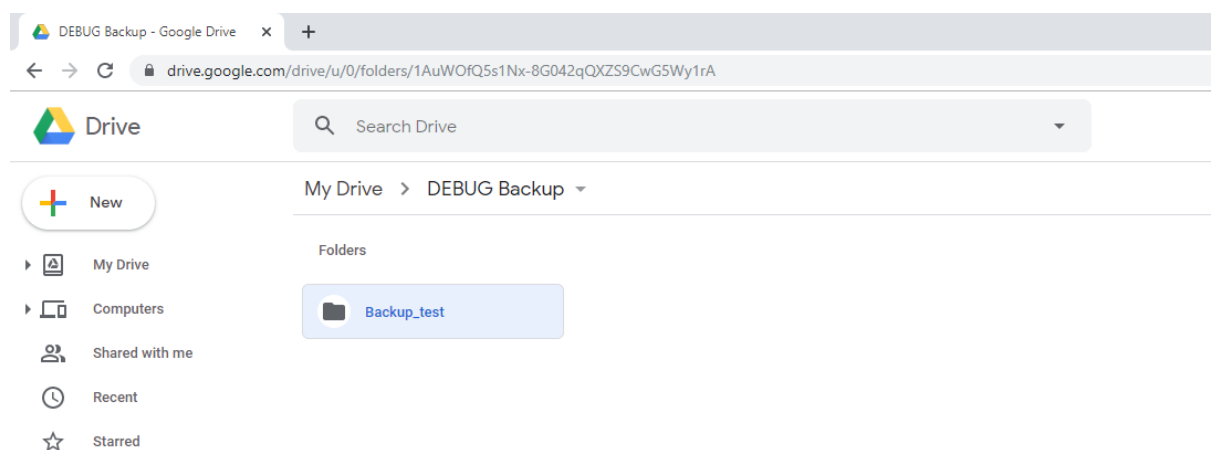 DEBUG Backup - Google Drive
drive.google.com/drive/u/0/folders/1AuWOfQ5s1Nx-8G042qQXZS9CwG5Wy1rA
Drive
Search Drive
New
My Drive > DEBUG Backup
Folders
My Drive
Computers
Backup_test
Shared with me
Recent
Starred